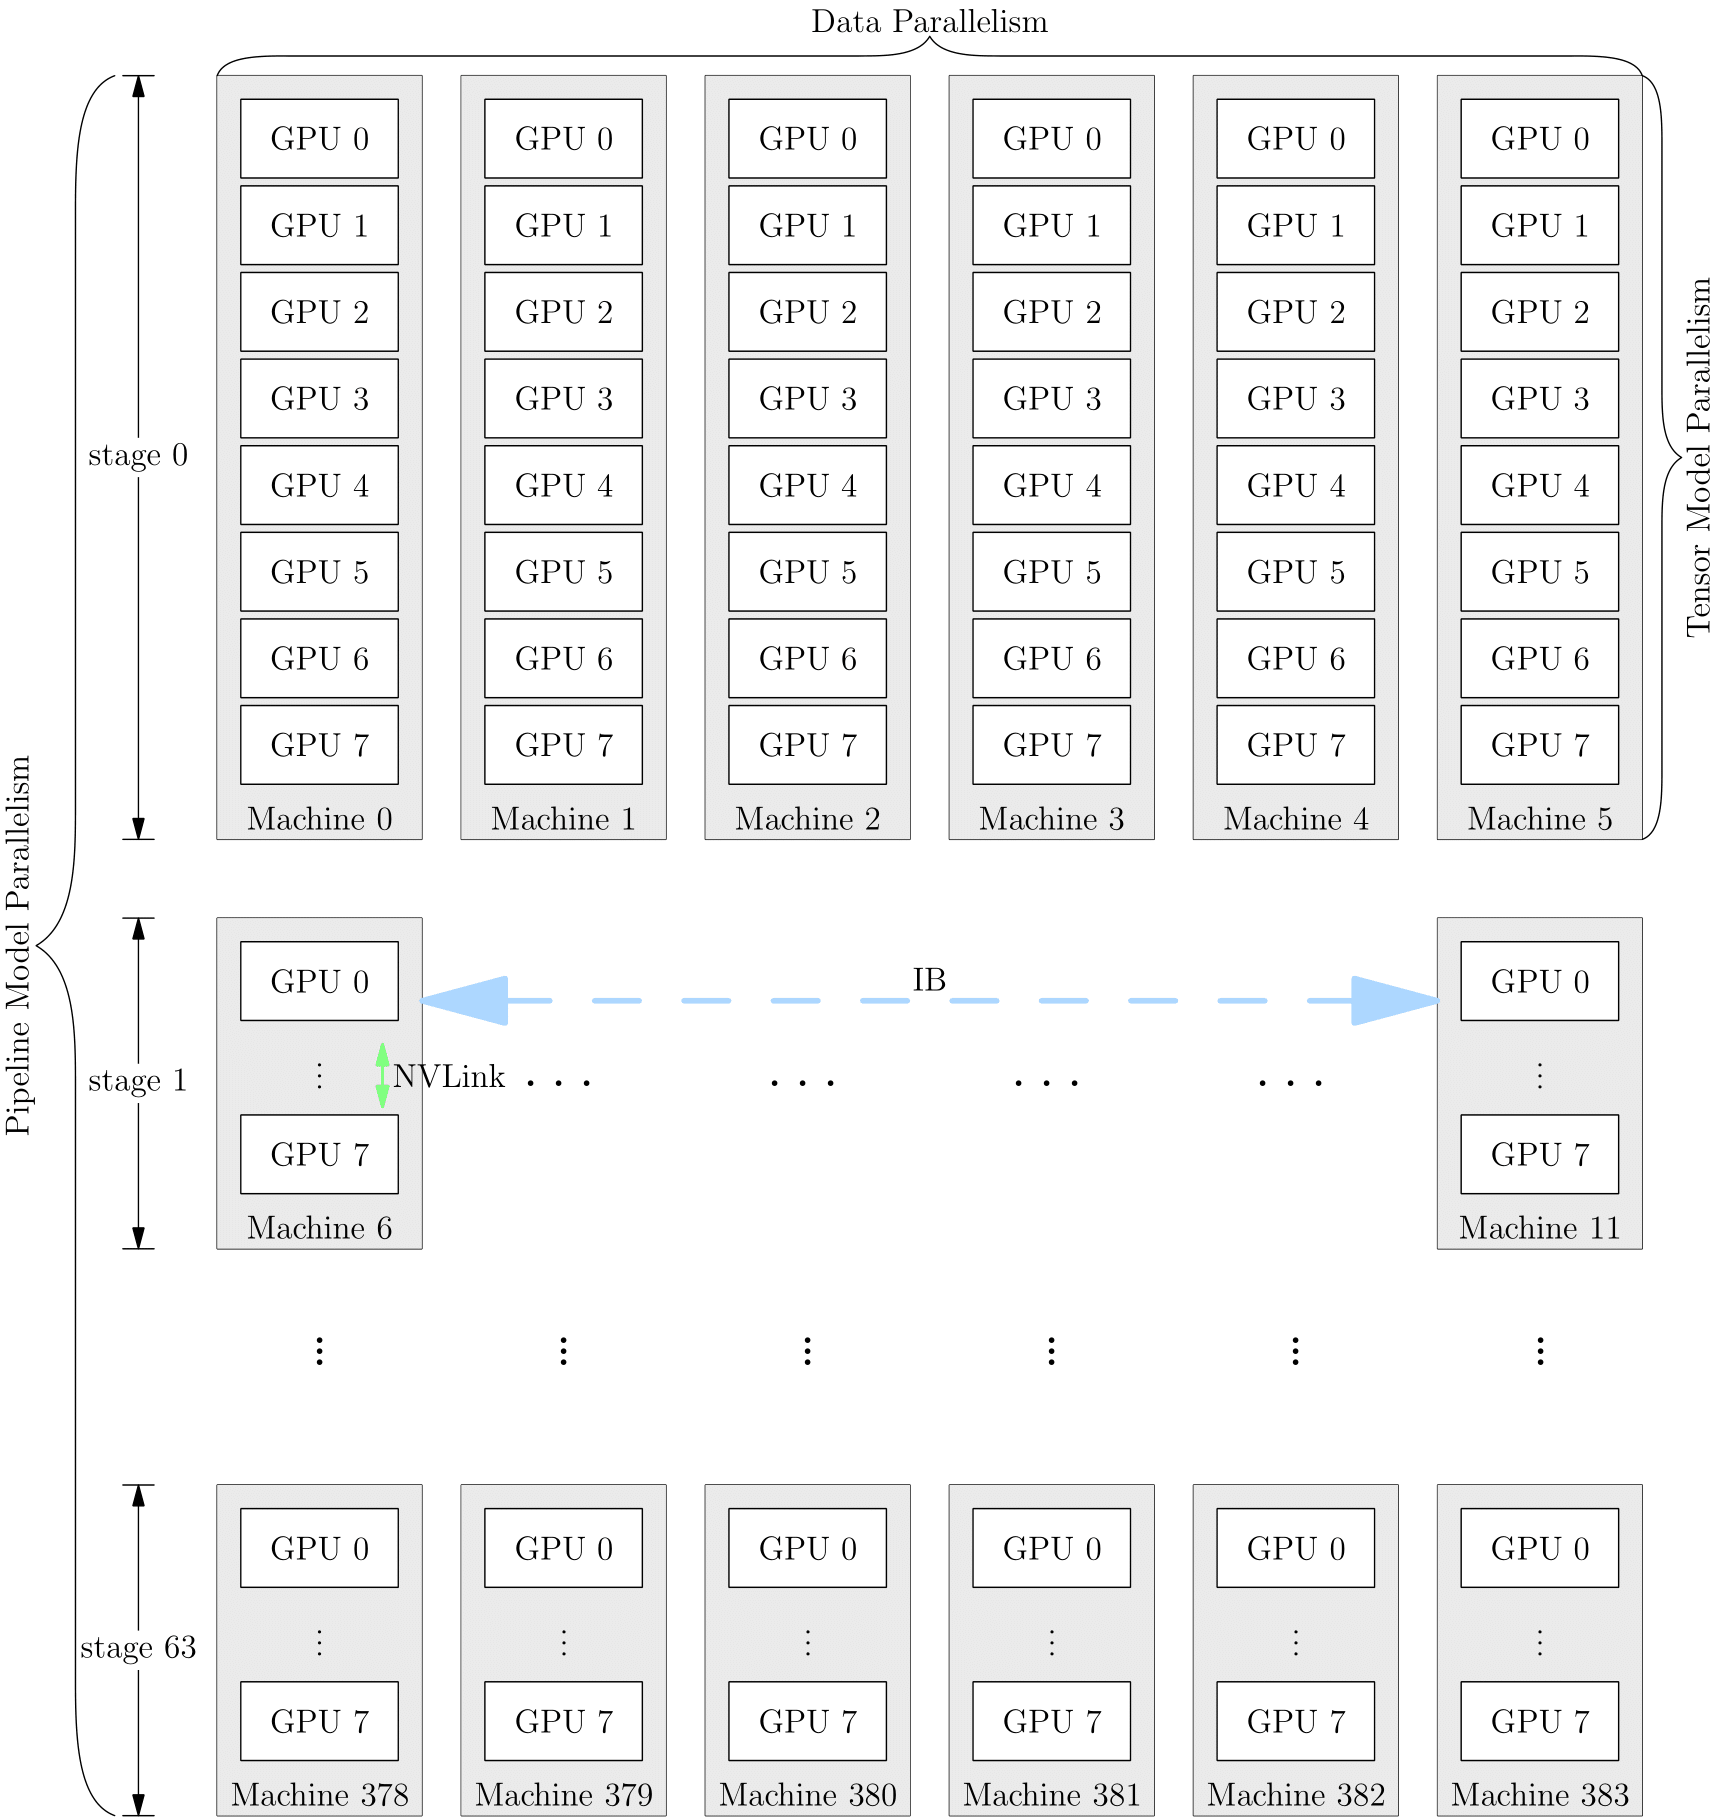 Data Parallelism
GPU 0 GPU 0 GPU 0 GPU 0 GPU 0 GPU 0
GPU 1 GPU 1 GPU 1 GPU 1 GPU 1 GPU 1
GPU 2 GPU 2 GPU 2 GPU 2 GPU 2 GPU 2
GPU 3 GPU 3 GPU 3 GPU 3 GPU 3 GPU 3
stage 0
GPU 4 GPU 4 GPU 4 GPU 4 GPU 4 GPU 4
Tensor Model Parallelism
GPU 5 GPU 5 GPU 5 GPU 5 GPU 5 GPU 5
GPU 6 GPU 6 GPU 6 GPU 6 GPU 6 GPU 6
GPU 7 GPU 7 GPU 7 GPU 7 GPU 7 GPU 7
Machine 0 Machine 1 Machine 2 Machine 3 Machine 4 Machine 5
Pipeline Model Parallelism
GPU 0 IB GPU 0
stage 1 ⋮ NVLink . . . . . . . . . . . . ⋮
GPU 7 GPU 7
Machine 6 Machine 11
⋮ ⋮ ⋮ ⋮ ⋮ ⋮
GPU 0 GPU 0 GPU 0 GPU 0 GPU 0 GPU 0
stage 63 ⋮ ⋮ ⋮ ⋮ ⋮ ⋮
GPU 7 GPU 7 GPU 7 GPU 7 GPU 7 GPU 7
Machine 378 Machine 379 Machine 380 Machine 381 Machine 382 Machine 383